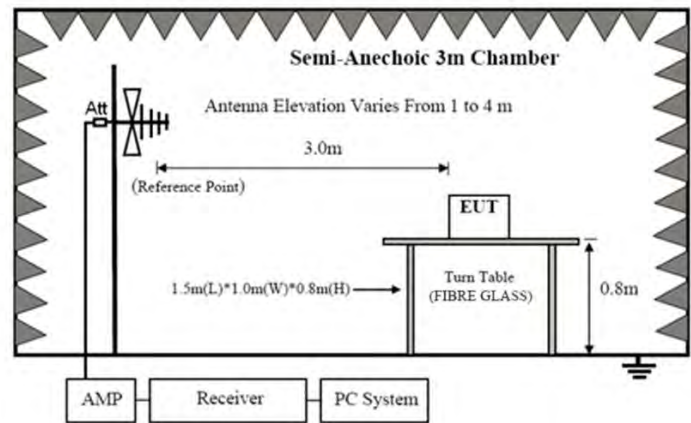 Semi-Anechoic 3m Chamber
Att
Antenna Elevation Varies From 1 to 4 m
3.0m
(Reference Point)
EUT
1.5m(L)*1.0m(W)*0.8m(H)
Turn Table
(FIBRE GLASS)
0.8m
AMP
Receiver
PC System